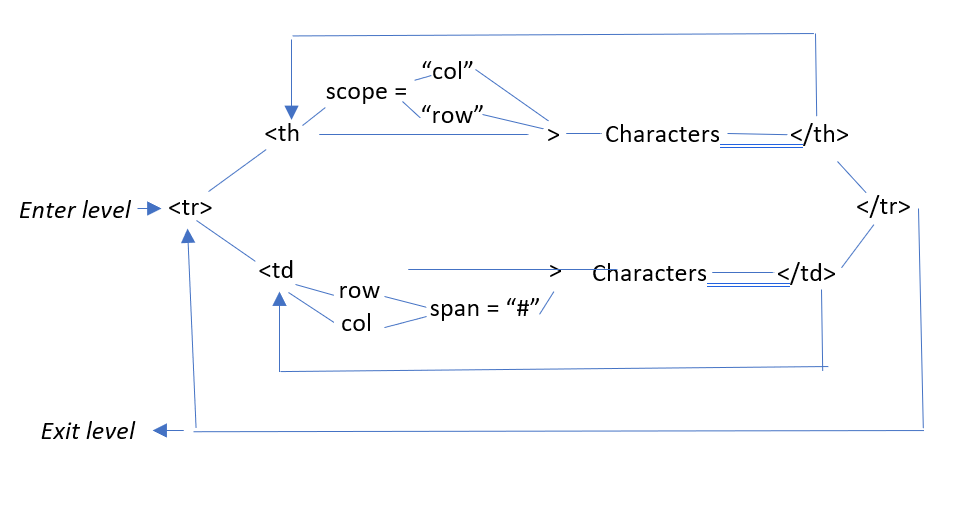 “col”
scope =
“row”
<th > Characters </th>
Enter level <tr> </tr>
<td > Characters </td>
row
span = “#”
col
Exit level